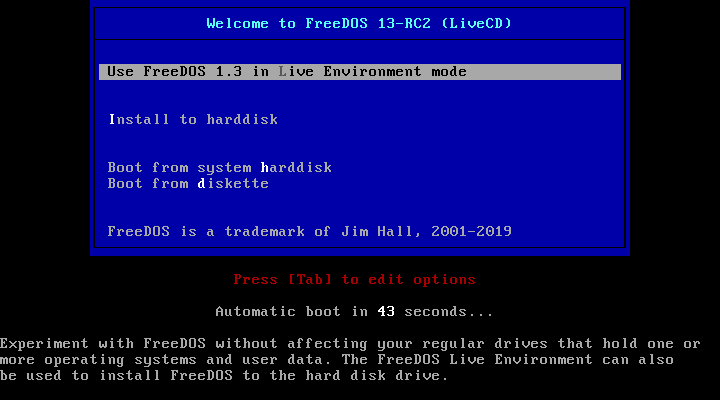 Welcome to FreeDOS 13-RC2 (LiveCD)
Use FreeDOS 1.3 in Live Environment mode
Install to harddisk
Boot from system harddisk
Boot from diskette
FreeDOS is a trademark of Jim Hall, 2001-2019
Press [Tab] to edit options
Automatic boot in 43 seconds...
Experiment with FreeDOS without affecting your regular drives that hold one or
more operating systems and user data. The FreeDOS Live Environment can also
be used to install FreeDOS to the hard disk drive.